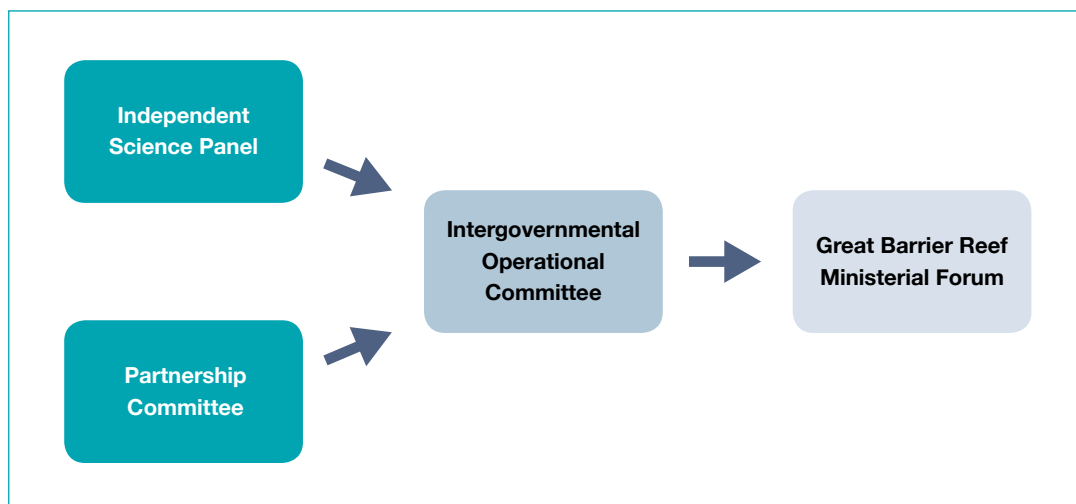 Independent
Science Panel
Partnership
Committee
Intergovernmental
Operational
Committee
Great Barrier Reef
Ministerial Forum